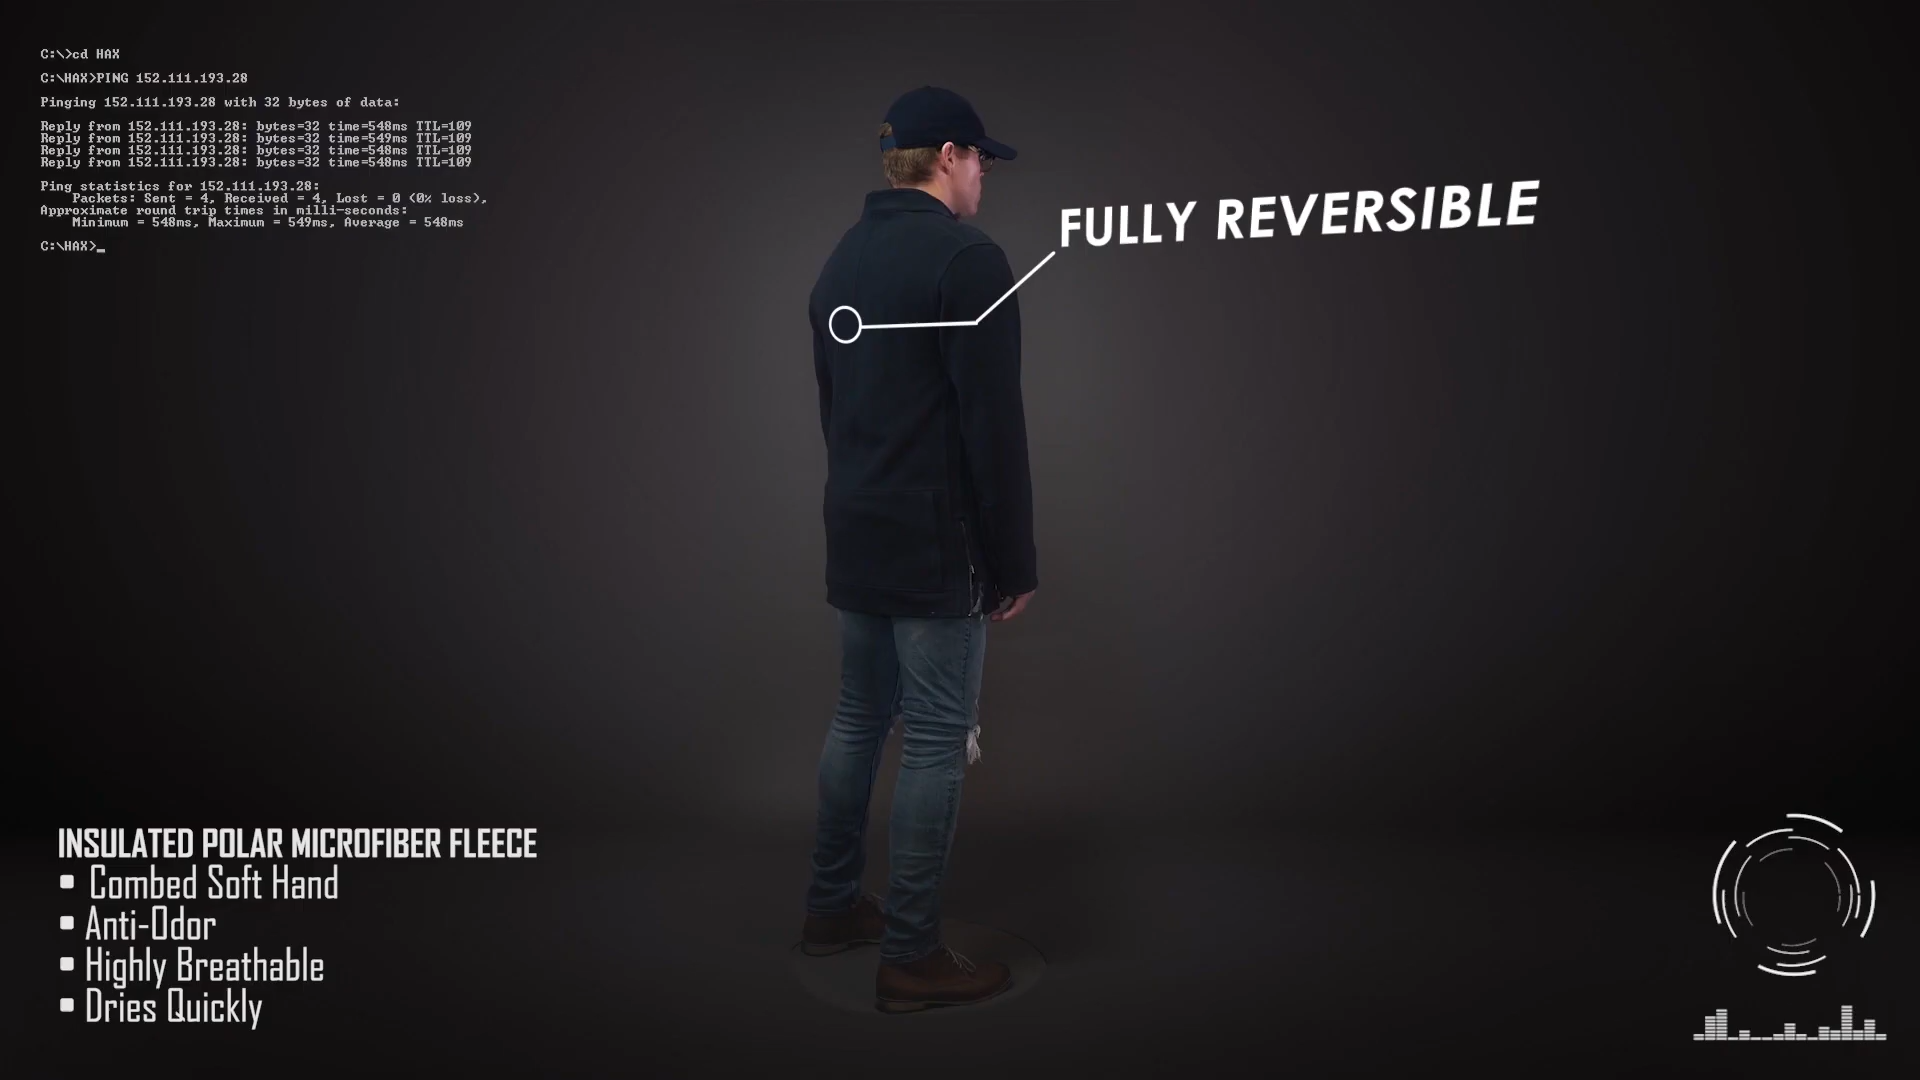 C:\>cd HAX
C:\HAX>PING 152.111.193.28
Pinging 152.111.193.28 with 32 bytes of data:
Reply from 152.111.193.28: bytes=32 time=548ms TTL=109
Reply from 152.111.193.28: bytes=32 time=549ms TTL=109
Reply from 152.111.193.28: bytes=32 time=548ms TTL=109
Reply from 152.111.193.28: bytes=32 time=548ms TTL=109
Ping statistics for 152.111.193.28:
Packets: Sent = 4, Received = 4, Lost = 0 (0% loss),
Approximate round trip times in milli-seconds:
Minimum = 548ms, Maximum = 549ms, Average = 548ms
C:\HAX>_
FULLY REVERSIBLE
INSULATED POLAR MICROFIBER FLEECE
▪ Combed Soft Hand
▪ Anti-Odor
▪ Highly Breathable
▪ Dries Quickly